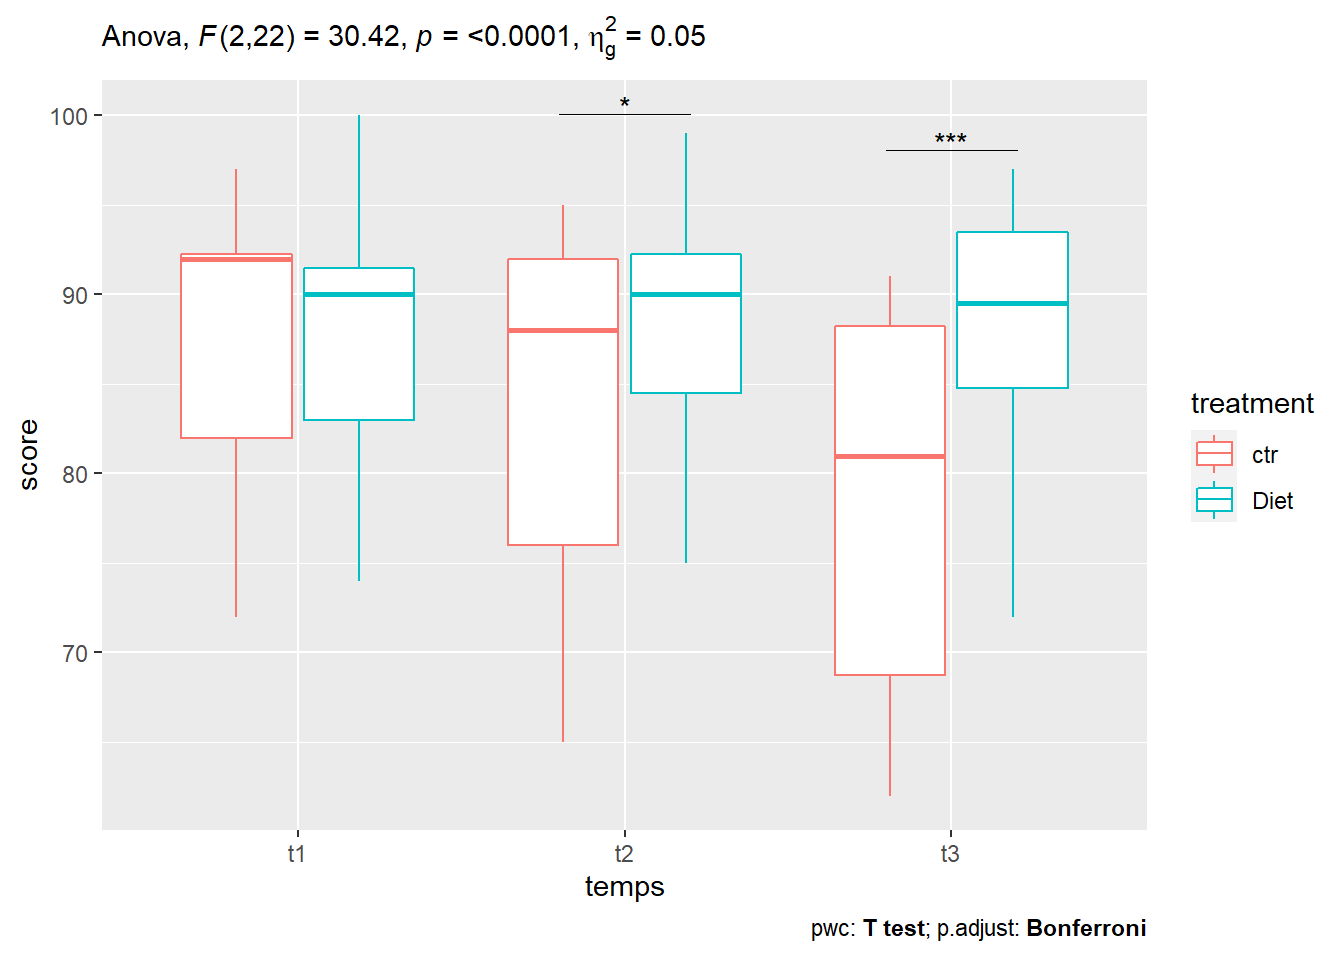 Anova, F(2,22) = 30.42, p = <0.0001, η²g = 0.05
*
***
100
90
80
70
score
t1 t2 t3
temps
treatment
ctr
Diet
pwc: T test; p.adjust: Bonferroni